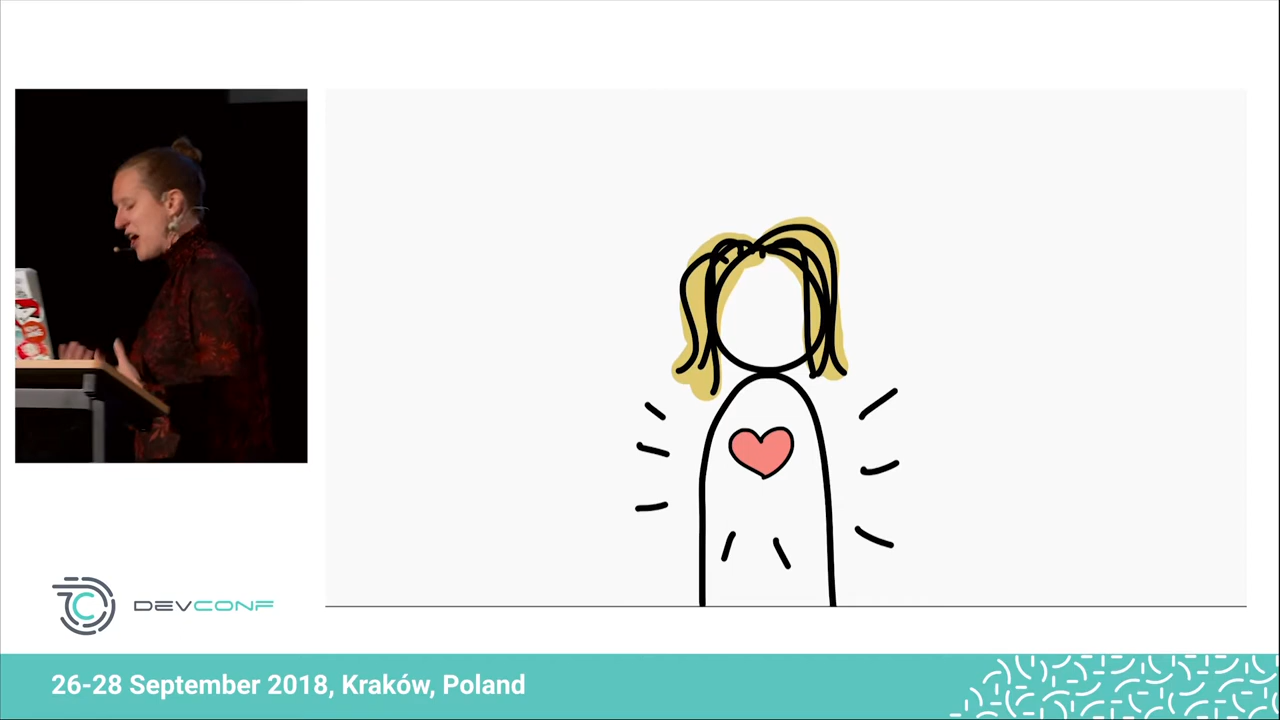 DEVCONF
26-28 September 2018, Kraków, Poland